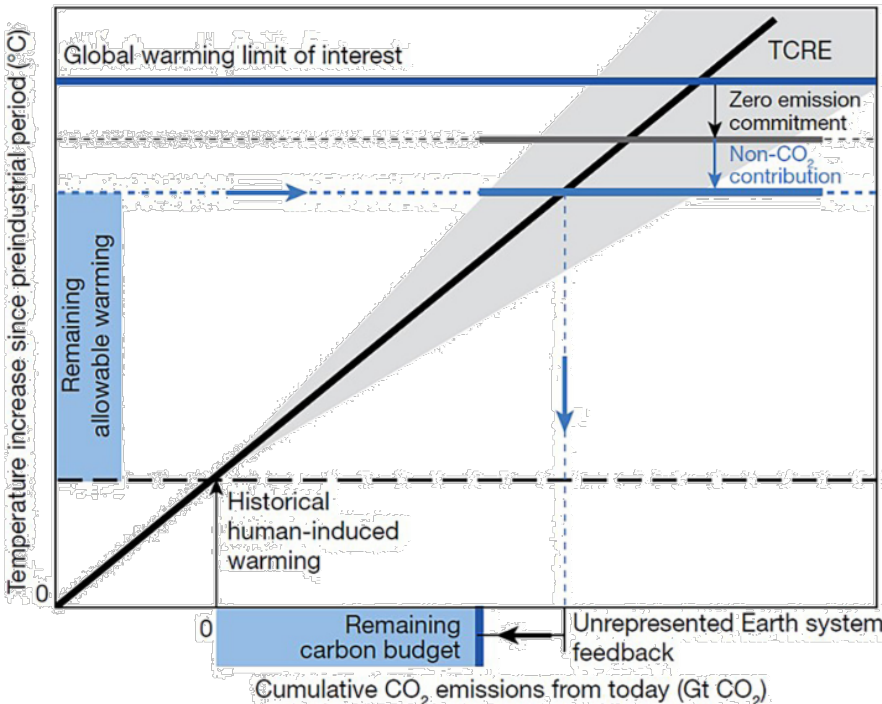 Temperature increase since preindustrial period (°C)
Global warming limit of interest
TCRE
Zero emission
commitment
Non-CO₂
contribution
Remaining
allowable warming
Historical
human-induced
warming
0
0
Remaining
carbon budget
Unrepresented Earth system
feedback
Cumulative CO₂ emissions from today (Gt CO₂)